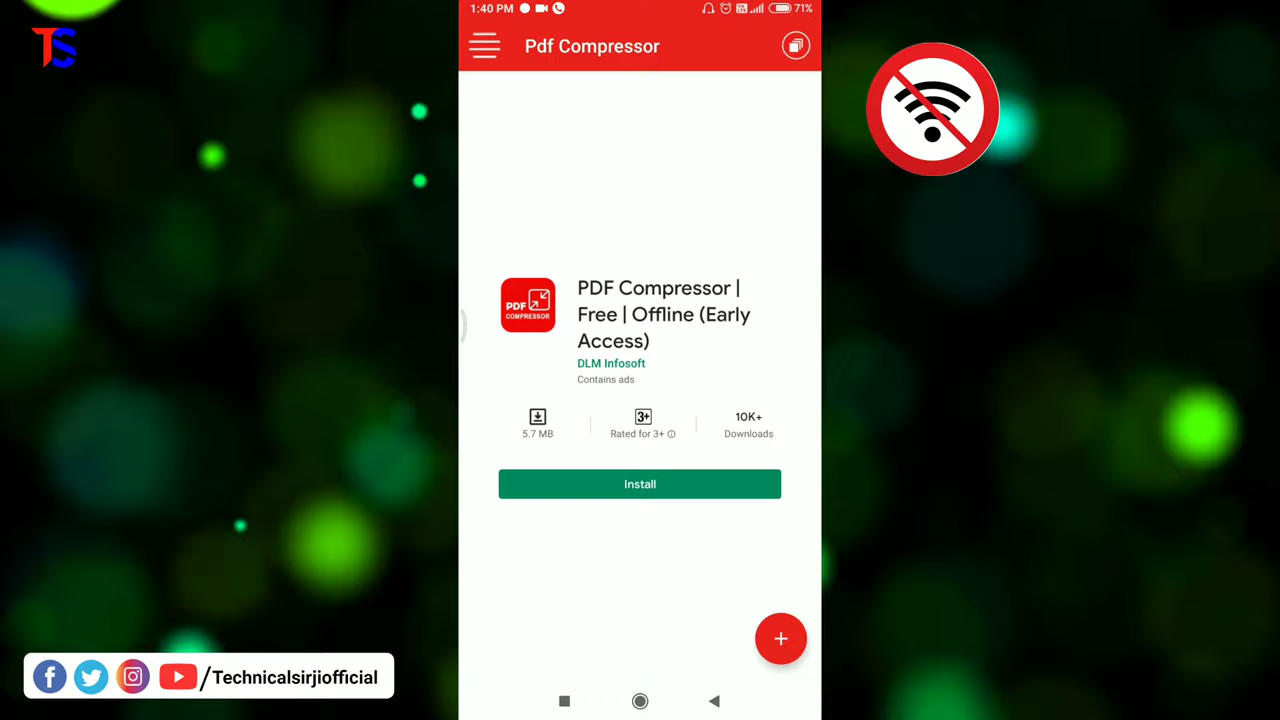 TS
1:40 PM
71%
Pdf Compressor
PDF
COMPRESSOR
PDF Compressor |
Free | Offline (Early
Access)
DLM Infosoft
Contains ads
5.7 MB
3+
Rated for 3+
10K+
Downloads
Install
/Technicalsirjiofficial